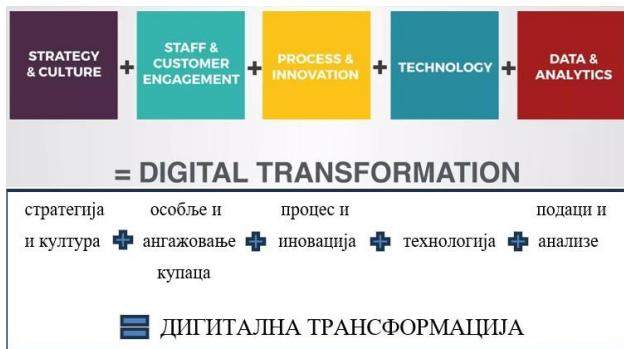 STRATEGY
& CULTURE
+
STAFF &
CUSTOMER
ENGAGEMENT
+
PROCESS &
INNOVATION
+
TECHNOLOGY
+
DATA &
ANALYTICS
= DIGITAL TRANSFORMATION
стратегија
и култура
особље и
ангажовање
купаца
процес и
иновација
технологија
подаци и
анализе
ДИГИТАЛНА ТРАНСФОРМАЦИЈА